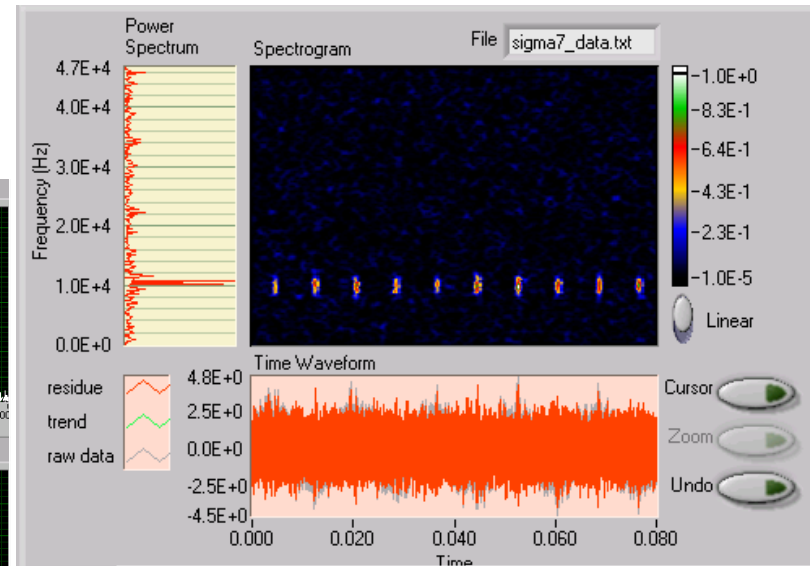 Power
Spectrum
Spectrogram
File
sigma7_data.txt
4.7E+4
4.0E+4
3.0E+4
2.0E+4
1.0E+4
0.0E+0
Frequency (Hz)
1.0E+0
8.3E-1
6.4E-1
4.3E-1
2.3E-1
1.0E-5
Linear
residue
trend
raw data
Time Waveform
4.8E+0
2.5E+0
0.0E+0
-2.5E+0
-4.5E+0
0.000
0.020
0.040
0.060
0.080
Time
Cursor
Zoom
Undo